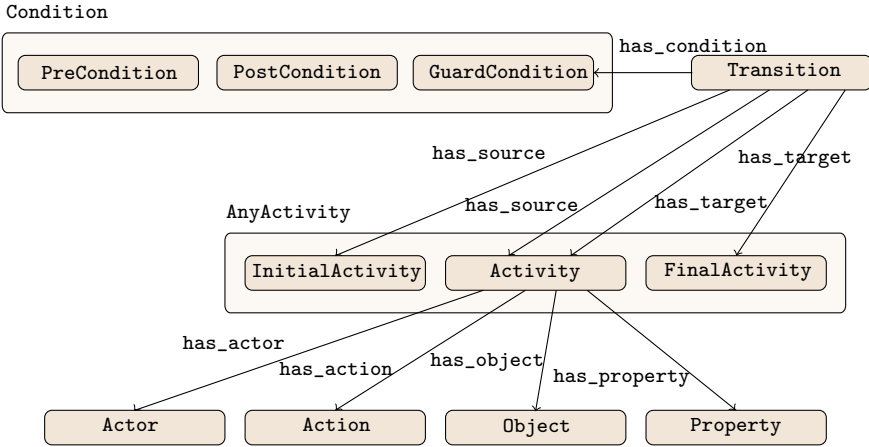 Condition
has_condition
PreCondition
PostCondition
GuardCondition
Transition
has_source
has_target
has_source
has_target
AnyActivity
InitialActivity
Activity
FinalActivity
has_actor
has_action
has_object
has_property
Actor
Action
Object
Property